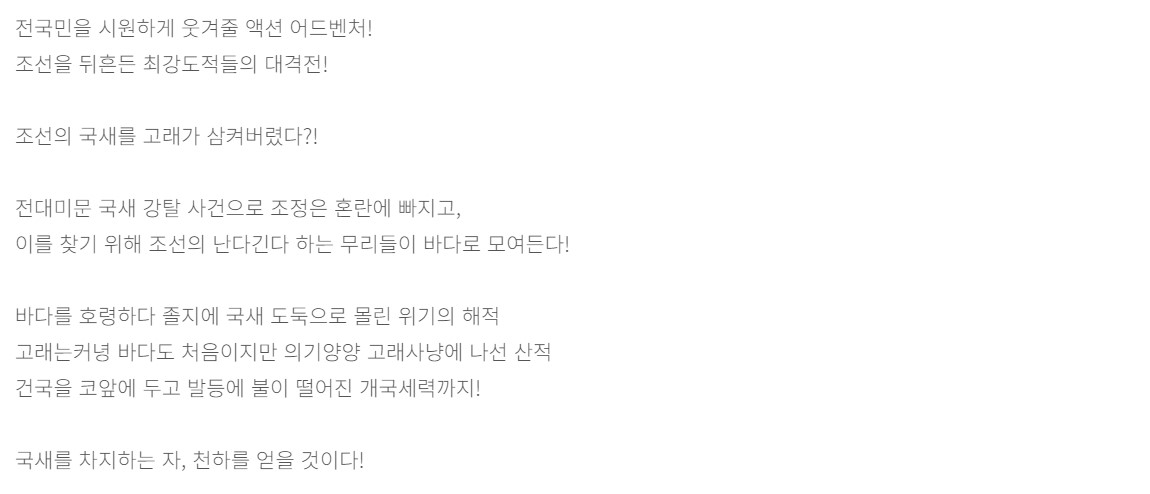 전국민을 시원하게 웃겨줄 액션 어드벤처!
조선을 뒤흔든 최강도적들의 대격전!
조선의 국새를 고래가 삼켜버렸다?!
전대미문 국새 강탈 사건으로 조정은 혼란에 빠지고,
이를 찾기 위해 조선의 난다긴다 하는 무리들이 바다로 모여든다!
바다를 호령하다 졸지에 국새 도둑으로 몰린 위기의 해적
고래는커녕 바다도 처음이지만 의기양양 고래사냥에 나선 산적
건국을 코앞에 두고 발등에 불이 떨어진 개국세력까지!
국새를 차지하는 자, 천하를 얻을 것이다!